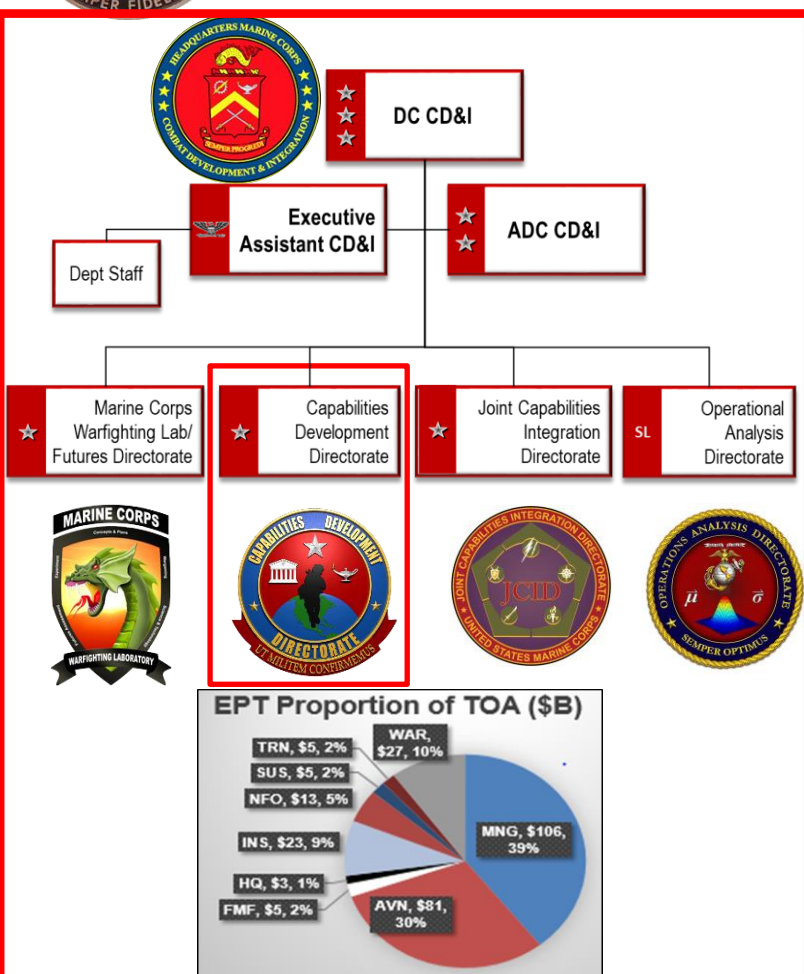 SEMPER FIDELIS
HEADQUARTERS MARINE CORPS
SEMPER PROGREDI
COMBAT DEVELOPMENT & INTEGRATION
DC CD&I
Executive
Assistant CD&I
ADC CD&I
Dept Staff
Marine Corps
Warfighting Lab/
Futures Directorate
Capabilities
Development
Directorate
Joint Capabilities
Integration
Directorate
SL
Operational
Analysis
Directorate
MARINE CORPS
Concepts & Plans
WARFIGHTING LABORATORY
CAPABILITIES DEVELOPMENT
DIRECTORATE
UT MILITEM CONFIRMEMUS
JOINT CAPABILITIES INTEGRATION DIRECTORATE
JCID
UNITED STATES MARINE CORPS
OPERATIONS ANALYSIS DIRECTORATE
μ σ
SEMPER OPTIMUS
EPT Proportion of TOA ($B)
WAR,
$27, 10%
TRN, $5, 2%
SUS, $5, 2%
NFO, $13, 5%
INS, $23, 9%
HQ, $3, 1%
FMF, $5, 2%
MNG, $106,
39%
AVN, $81,
30%